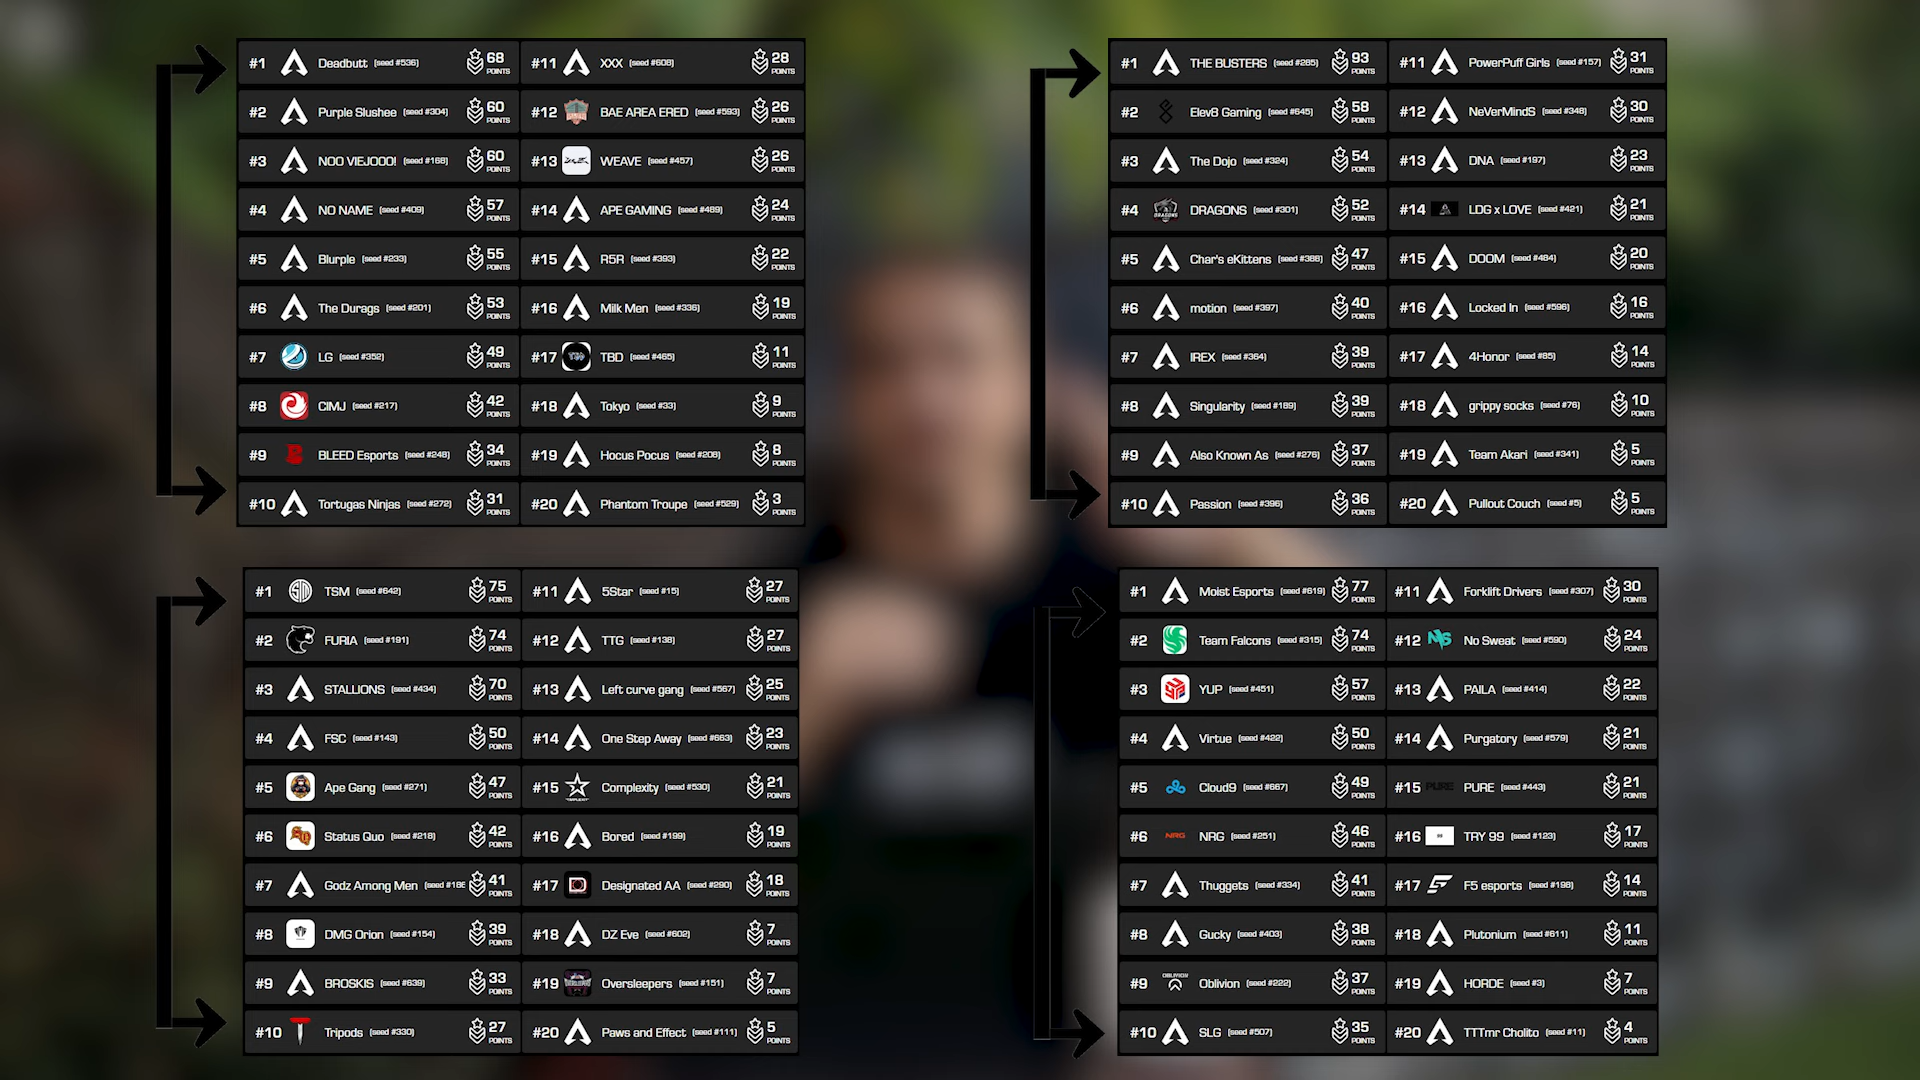 #1 Deadbutt (seed #536) 68 POINTS
#2 Purple Slushee (seed #304) 60 POINTS
#3 NOO VIEJOOO! (seed #168) 60 POINTS
#4 NO NAME (seed #409) 57 POINTS
#5 Blurple (seed #233) 55 POINTS
#6 The Durags (seed #201) 53 POINTS
#7 LG (seed #352) 49 POINTS
#8 CIMJ (seed #217) 42 POINTS
#9 BLEED Esports (seed #248) 34 POINTS
#10 Tortugas Ninjas (seed #272) 31 POINTS
#11 XXX (seed #608) 28 POINTS
#12 BAE AREA ERED (seed #593) 26 POINTS
#13 WEAVE (seed #457) 26 POINTS
#14 APE GAMING (seed #489) 24 POINTS
#15 R5R (seed #393) 22 POINTS
#16 Milk Men (seed #336) 19 POINTS
#17 TBD (seed #465) 11 POINTS
#18 Tokyo (seed #33) 9 POINTS
#19 Hocus Pocus (seed #208) 8 POINTS
#20 Phantom Troupe (seed #529) 3 POINTS
#1 THE BUSTERS (seed #285) 93 POINTS
#2 Elev8 Gaming (seed #645) 58 POINTS
#3 The Dojo (seed #324) 54 POINTS
#4 DRAGONS DRAGONS (seed #301) 52 POINTS
#5 Char's eKittens (seed #388) 47 POINTS
#6 motion (seed #397) 40 POINTS
#7 IREX (seed #364) 39 POINTS
#8 Singularity (seed #189) 39 POINTS
#9 Also Known As (seed #276) 37 POINTS
#10 Passion (seed #396) 36 POINTS
#11 PowerPuff Girls (seed #157) 31 POINTS
#12 NeVerMindS (seed #348) 30 POINTS
#13 DNA (seed #197) 23 POINTS
#14 LDG x LOVE (seed #421) 21 POINTS
#15 DOOM (seed #484) 20 POINTS
#16 Locked In (seed #596) 16 POINTS
#17 4Honor (seed #85) 14 POINTS
#18 grippy socks (seed #76) 10 POINTS
#19 Team Akari (seed #341) 5 POINTS
#20 Pullout Couch (seed #5) 5 POINTS
#1 TSM (seed #642) 75 POINTS
#2 FURIA (seed #191) 74 POINTS
#3 STALLIONS (seed #434) 70 POINTS
#4 FSC (seed #143) 50 POINTS
#5 Ape Gang (seed #271) 47 POINTS
#6 Status Quo (seed #218) 42 POINTS
#7 Godz Among Men (seed #18 41 POINTS
#8 DMG Orion (seed #154) 39 POINTS
#9 BROSKIS (seed #639) 33 POINTS
#10 Tripods (seed #330) 27 POINTS
#11 5Star (seed #15) 27 POINTS
#12 TTG (seed #138) 27 POINTS
#13 Left curve gang (seed #567) 25 POINTS
#14 One Step Away (seed #663) 23 POINTS
#15 Complexity (seed #530) 21 POINTS
#16 Bored (seed #199) 19 POINTS
#17 Designated AA (seed #290) 18 POINTS
#18 DZ Eve (seed #602) 7 POINTS
#19 Oversleepers (seed #151) 7 POINTS
#20 Paws and Effect (seed #111) 5 POINTS
#1 Moist Esports (seed #619) 77 POINTS
#2 Team Falcons (seed #315) 74 POINTS
#3 YUP (seed #451) 57 POINTS
#4 Virtue (seed #422) 50 POINTS
#5 Cloud9 (seed #667) 49 POINTS
#6 NRG NRG (seed #251) 46 POINTS
#7 Thuggets (seed #334) 41 POINTS
#8 Gucky (seed #403) 38 POINTS
#9 OBLIVION Oblivion (seed #222) 37 POINTS
#10 SLG (seed #507) 35 POINTS
#11 Forklift Drivers (seed #307) 30 POINTS
#12 NS No Sweat (seed #590) 24 POINTS
#13 PAILA (seed #414) 22 POINTS
#14 Purgatory (seed #579) 21 POINTS
#15 PURE PURE (seed #443) 21 POINTS
#16 TRY 99 (seed #123) 17 POINTS
#17 F5 esports (seed #198) 14 POINTS
#18 Plutonium (seed #611) 11 POINTS
#19 HORDE (seed #3) 7 POINTS
#20 TTTmr Cholito (seed #11) 4 POINTS